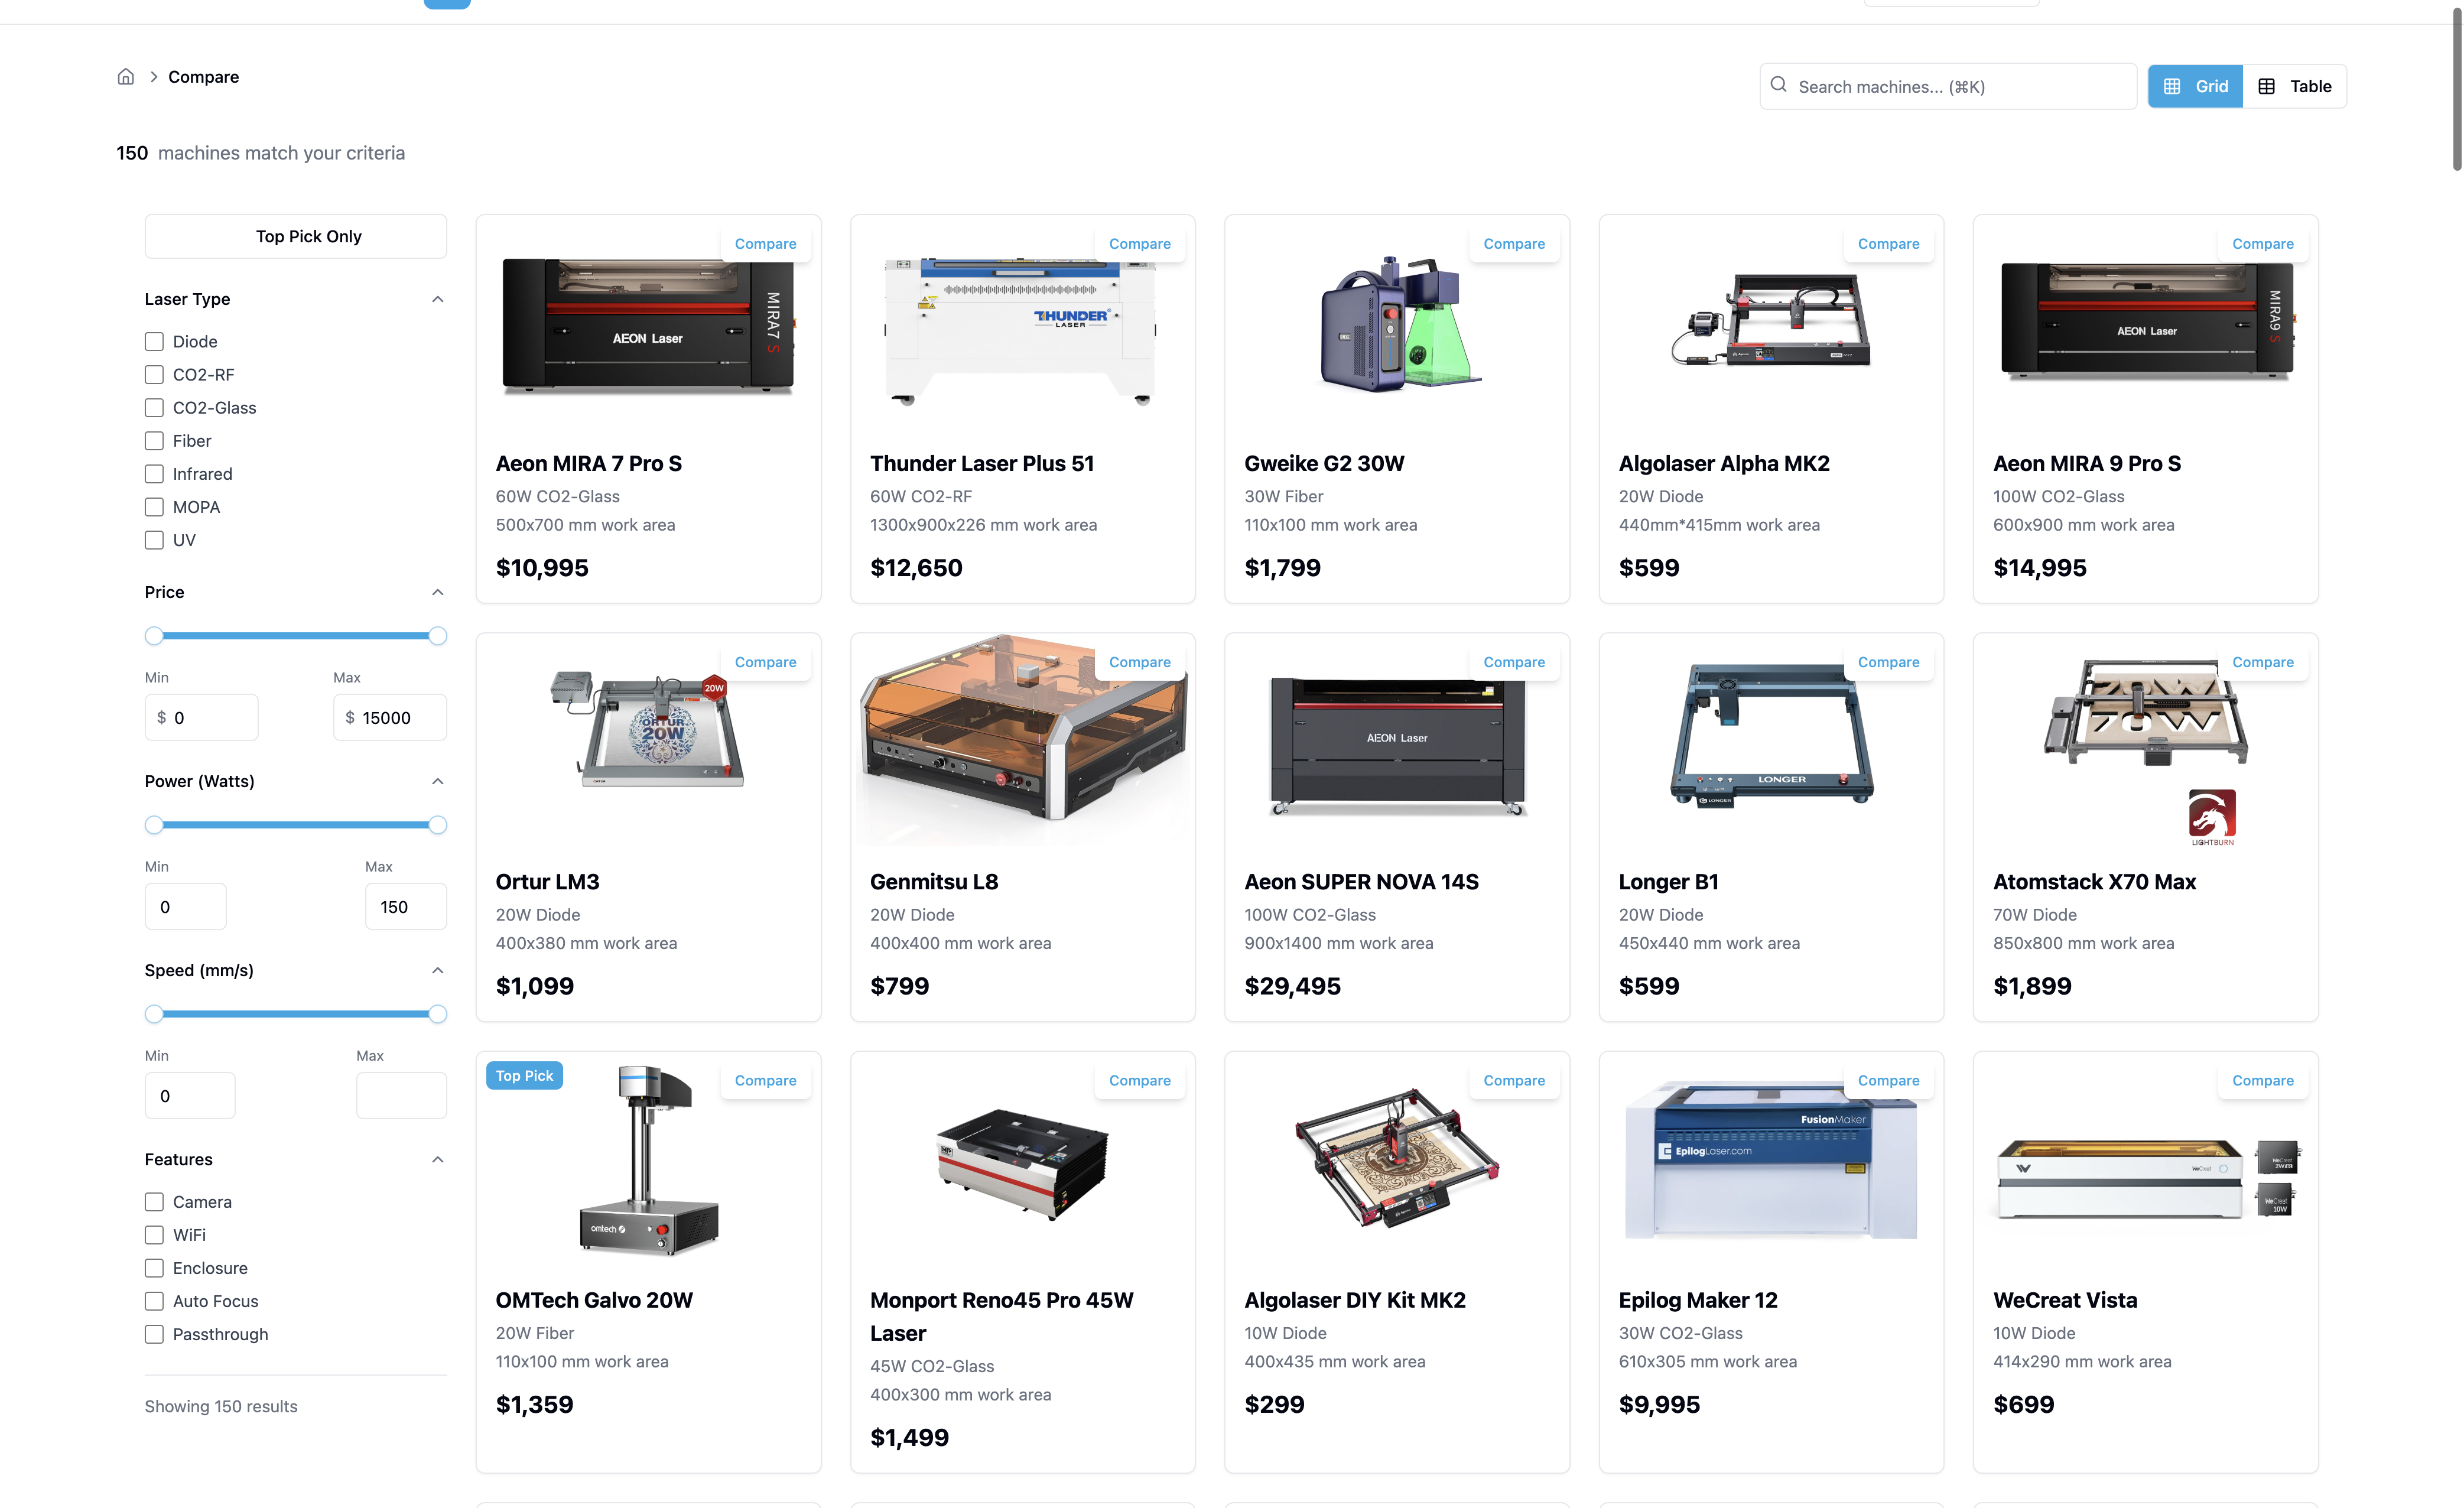 Compare
Search machines... (⌘K)
Grid
Table
150 machines match your criteria
Top Pick Only
Laser Type
Diode
CO2-RF
CO2-Glass
Fiber
Infrared
MOPA
UV
Price
Min
Max
$ 0
$ 15000
Power (Watts)
Min
Max
0
150
Speed (mm/s)
Min
Max
0
Features
Camera
WiFi
Enclosure
Auto Focus
Passthrough
Showing 150 results
Compare
AEON Laser
MIRA7 S
Aeon MIRA 7 Pro S
60W CO2-Glass
500x700 mm work area
$10,995
Compare
THUNDER
LASER
Thunder Laser Plus 51
60W CO2-RF
1300x900x226 mm work area
$12,650
Compare
Gweike G2 30W
30W Fiber
110x100 mm work area
$1,799
Compare
Algolaser Alpha MK2
20W Diode
440mm*415mm work area
$599
Compare
AEON Laser
MIRA9 S
Aeon MIRA 9 Pro S
100W CO2-Glass
600x900 mm work area
$14,995
Compare
20W
ORTUR
20W
Ortur LM3
20W Diode
400x380 mm work area
$1,099
Compare
Genmitsu L8
20W Diode
400x400 mm work area
$799
Compare
AEON Laser
Aeon SUPER NOVA 14S
100W CO2-Glass
900x1400 mm work area
$29,495
Compare
LONGER
LONGER
Longer B1
20W Diode
450x440 mm work area
$599
Compare
70W
LIGHTBURN
Atomstack X70 Max
70W Diode
850x800 mm work area
$1,899
Top Pick
Compare
omtech
OMTech Galvo 20W
20W Fiber
110x100 mm work area
$1,359
Compare
Monport Reno45 Pro 45W
Laser
45W CO2-Glass
400x300 mm work area
$1,499
Compare
Algolaser DIY Kit MK2
10W Diode
400x435 mm work area
$299
Compare
FusionMaker
EpilogLaser.com
Epilog Maker 12
30W CO2-Glass
610x305 mm work area
$9,995
Compare
WeCreat
WeCreat
2W
WeCreat
10W
WeCreat Vista
10W Diode
414x290 mm work area
$699